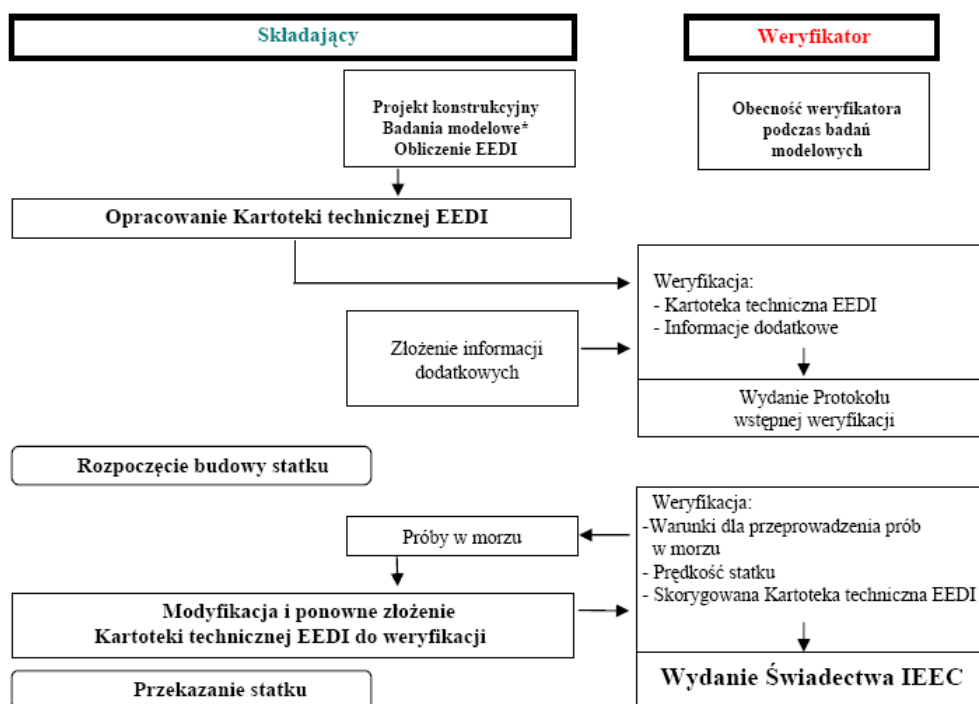 Składający
Weryfikator
Projekt konstrukcyjny
Badania modelowe*
Obliczenie EEDI
Obecność weryfikatora
podczas badań
modelowych
Opracowanie Kartoteki technicznej EEDI
Weryfikacja:
- Kartoteka techniczna EEDI
- Informacje dodatkowe
Złożenie informacji
dodatkowych
Wydanie Protokołu
wstępnej weryfikacji
Rozpoczęcie budowy statku
Weryfikacja:
-Warunki dla przeprowadzenia prób
w morzu
- Prędkość statku
- Skorygowana Kartoteka techniczna EEDI
Próby w morzu
Modyfikacja i ponowne złożenie
Kartoteki technicznej EEDI do weryfikacji
Wydanie Świadectwa IEEC
Przekazanie statku